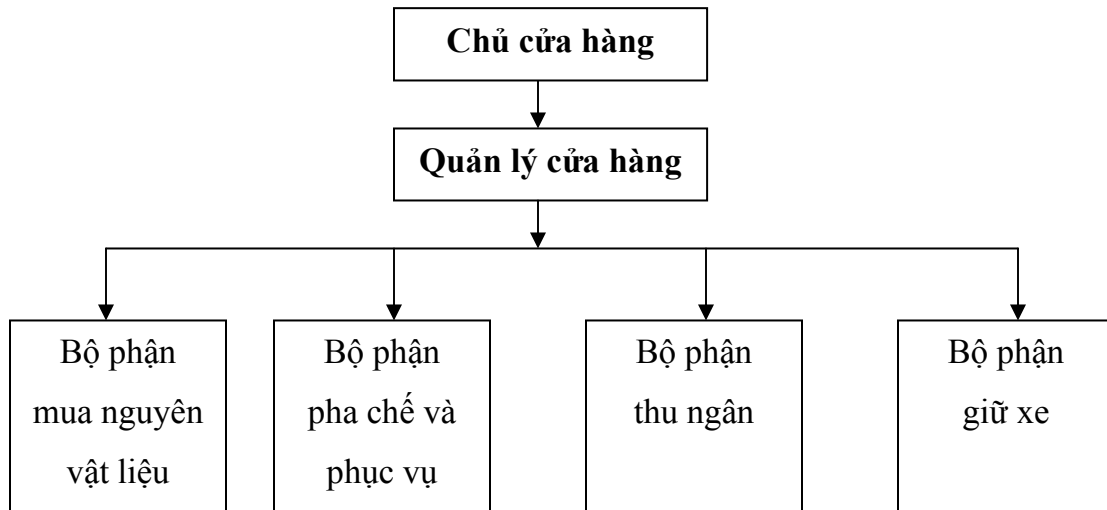 Chủ cửa hàng
Quản lý cửa hàng
Bộ phận
mua nguyên
vật liệu
Bộ phận
pha chế và
phục vụ
Bộ phận
thu ngân
Bộ phận
giữ xe